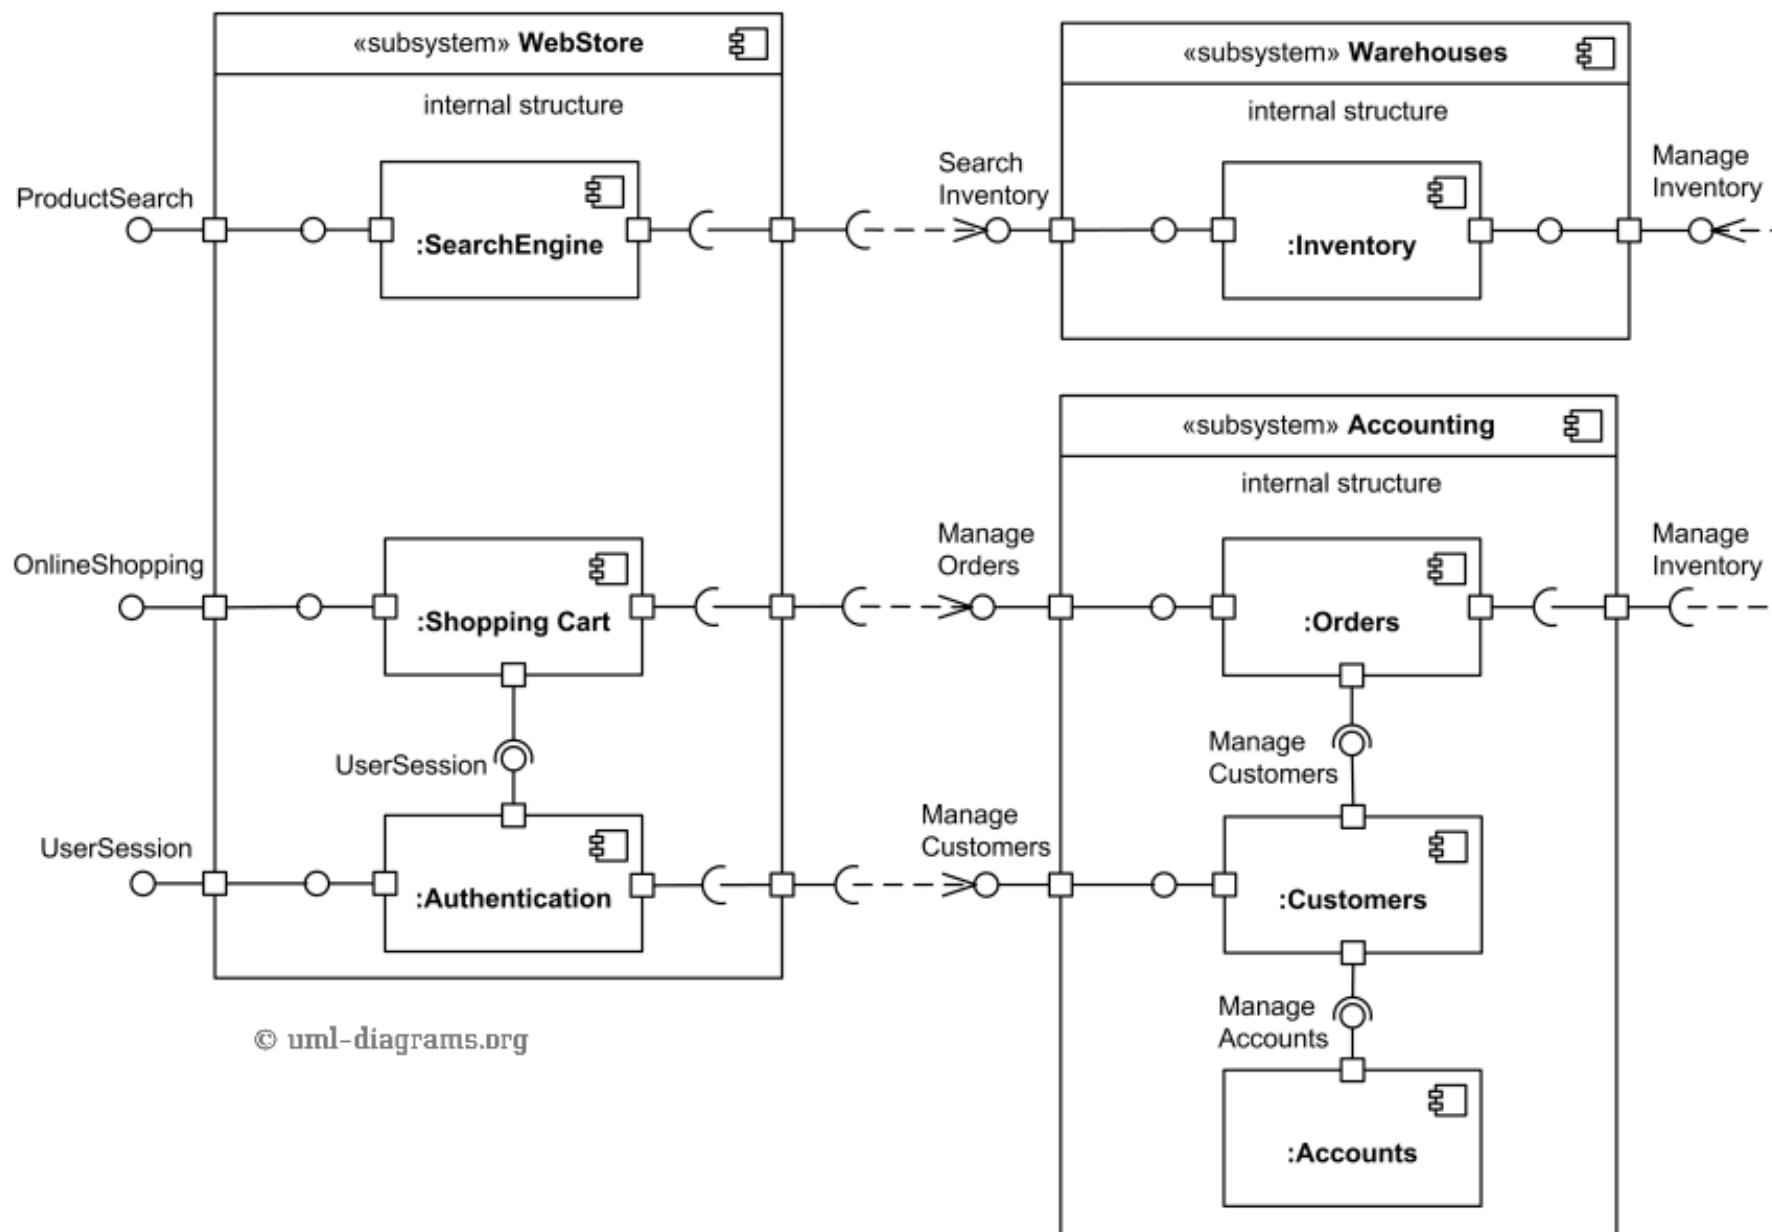 «subsystem» WebStore
internal structure
ProductSearch
:SearchEngine
OnlineShopping
:Shopping Cart
UserSession
UserSession
:Authentication
© uml-diagrams.org
«subsystem» Warehouses
internal structure
Search
Inventory
:Inventory
Manage
Inventory
«subsystem» Accounting
internal structure
Manage
Orders
:Orders
Manage
Inventory
Manage
Customers
Manage
Customers
:Customers
Manage
Accounts
:Accounts